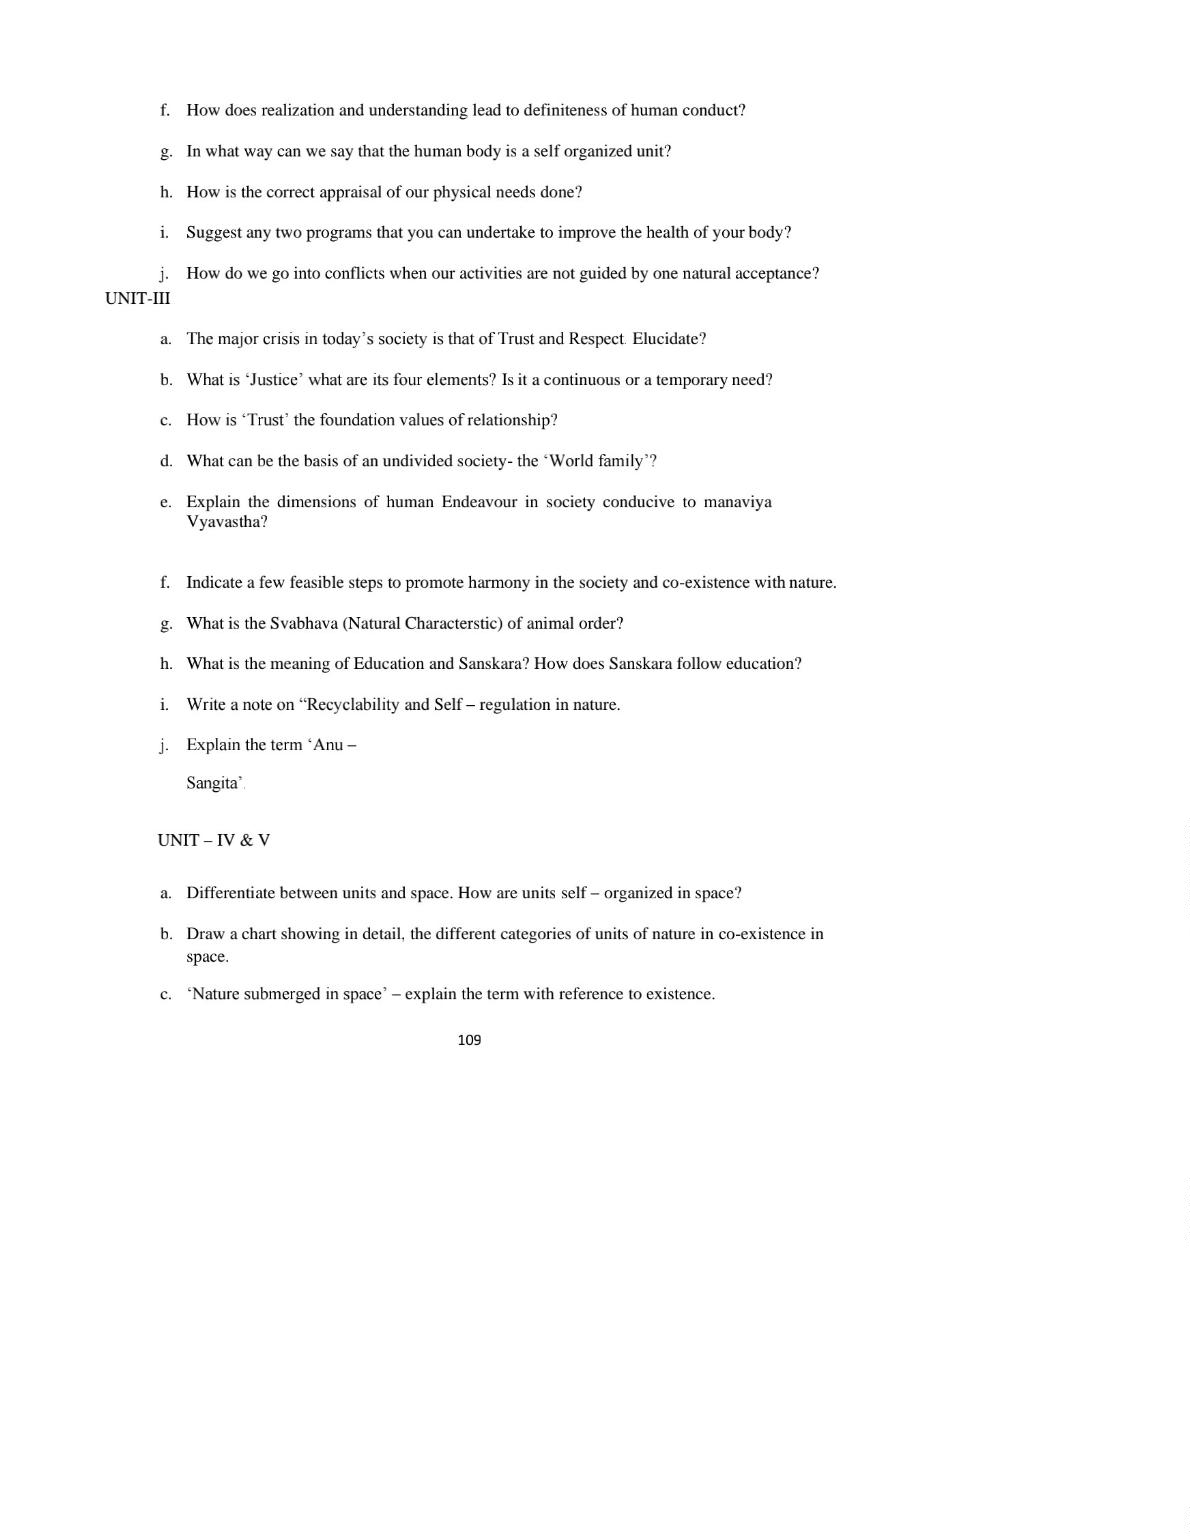 f. How does realization and understanding lead to definiteness of human conduct?
g. In what way can we say that the human body is a self organized unit?
h. How is the correct appraisal of our physical needs done?
i. Suggest any two programs that you can undertake to improve the health of your body?
j. How do we go into conflicts when our activities are not guided by one natural acceptance?
UNIT-III
a. The major crisis in today’s society is that of Trust and Respect. Elucidate?
b. What is ‘Justice’ what are its four elements? Is it a continuous or a temporary need?
c. How is ‘Trust’ the foundation values of relationship?
d. What can be the basis of an undivided society- the ‘World family’?
e. Explain the dimensions of human Endeavour in society conducive to manaviya
Vyavastha?
f. Indicate a few feasible steps to promote harmony in the society and co-existence with nature.
g. What is the Svabhava (Natural Characterstic) of animal order?
h. What is the meaning of Education and Sanskara? How does Sanskara follow education?
i. Write a note on “Recyclability and Self – regulation in nature.
j. Explain the term ‘Anu –
Sangita’.
UNIT – IV & V
a. Differentiate between units and space. How are units self – organized in space?
b. Draw a chart showing in detail, the different categories of units of nature in co-existence in
space.
c. ‘Nature submerged in space’ – explain the term with reference to existence.
109